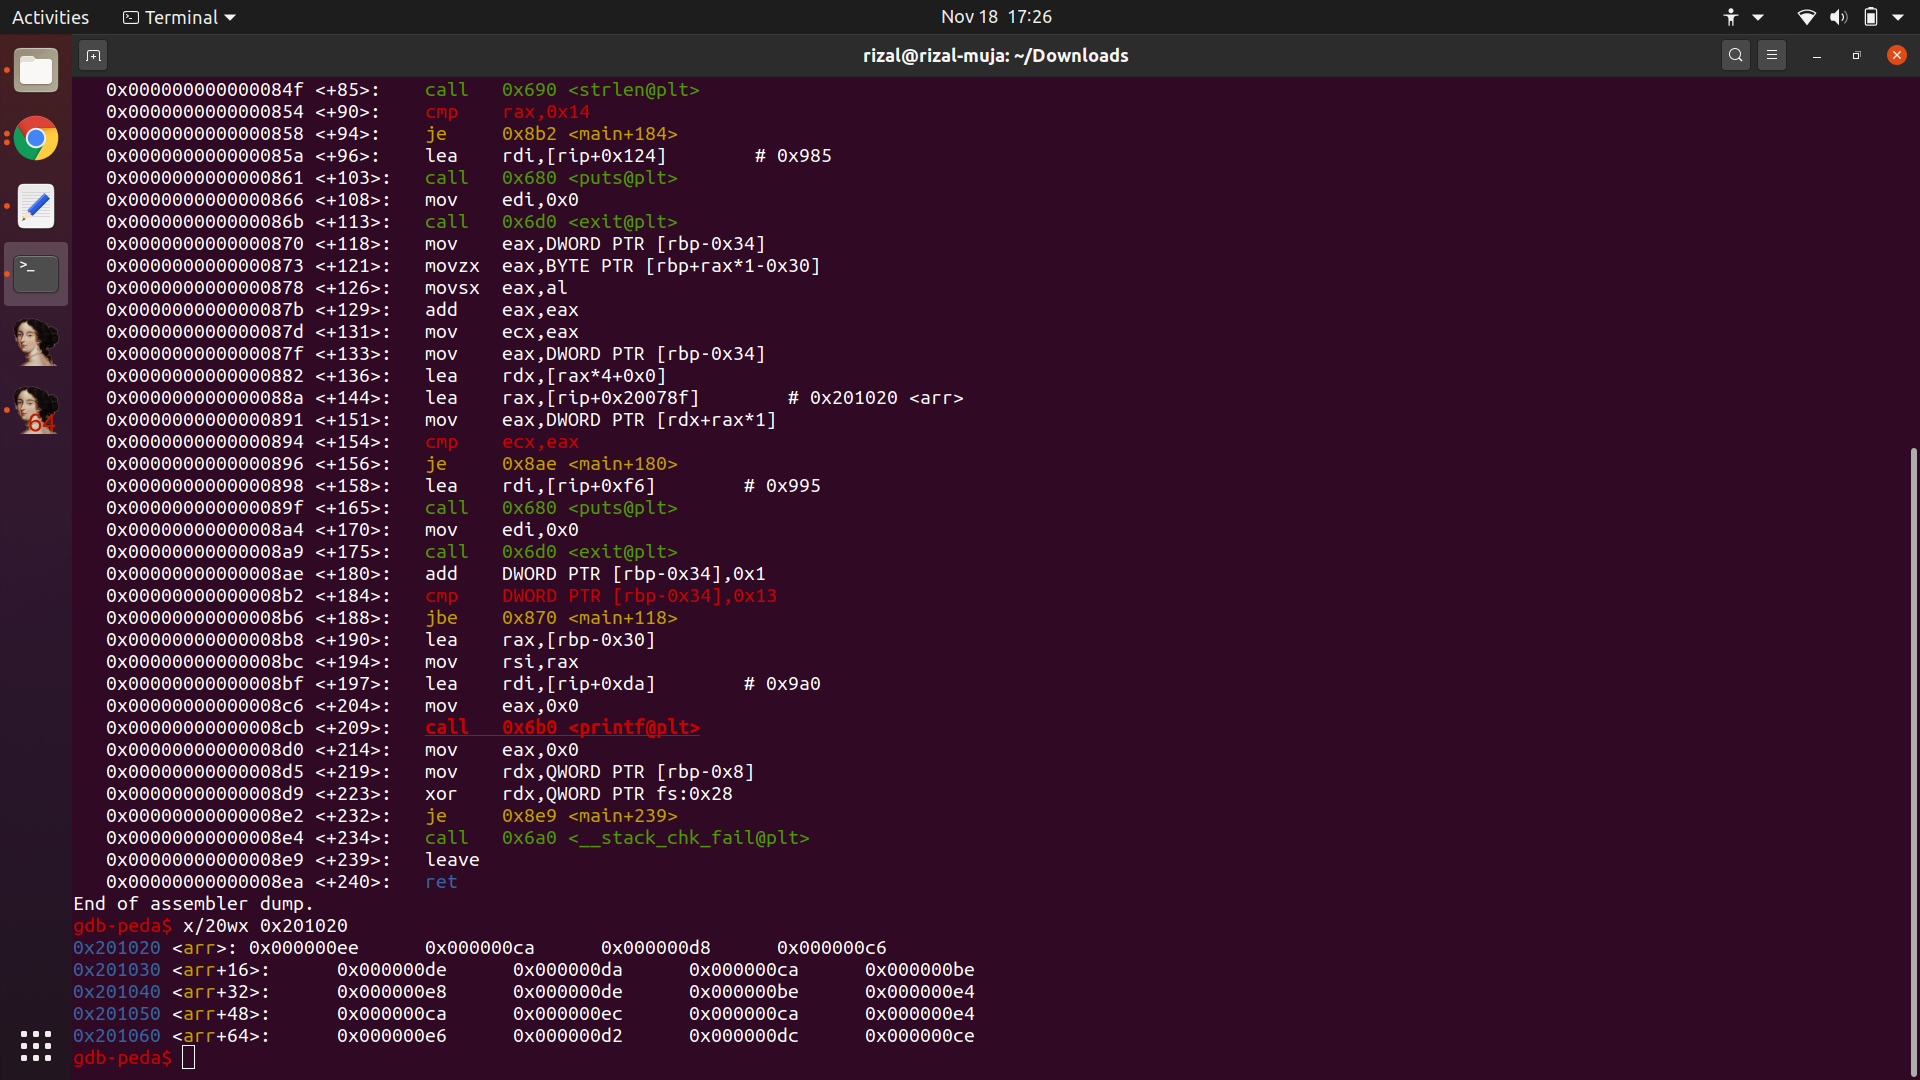 Activities
Terminal
Nov 18 17:26
rizal@rizal-muja: ~/Downloads
0x000000000000084f <+85>: call 0x690 <strlen@plt>
0x0000000000000854 <+90>: cmp rax,0x14
0x0000000000000858 <+94>: je 0x8b2 <main+184>
0x000000000000085a <+96>: lea rdi,[rip+0x124] # 0x985
0x0000000000000861 <+103>: call 0x680 <puts@plt>
0x0000000000000866 <+108>: mov edi,0x0
0x000000000000086b <+113>: call 0x6d0 <exit@plt>
0x0000000000000870 <+118>: mov eax,DWORD PTR [rbp-0x34]
0x0000000000000873 <+121>: movzx eax,BYTE PTR [rbp+rax*1-0x30]
0x0000000000000878 <+126>: movsx eax,al
0x000000000000087b <+129>: add eax,eax
0x000000000000087d <+131>: mov ecx,eax
0x000000000000087f <+133>: mov eax,DWORD PTR [rbp-0x34]
0x0000000000000882 <+136>: lea rdx,[rax*4+0x0]
0x000000000000088a <+144>: lea rax,[rip+0x20078f] # 0x201020 <arr>
0x0000000000000891 <+151>: mov eax,DWORD PTR [rdx+rax*1]
0x0000000000000894 <+154>: cmp ecx,eax
0x0000000000000896 <+156>: je 0x8ae <main+180>
0x0000000000000898 <+158>: lea rdi,[rip+0xf6] # 0x995
0x000000000000089f <+165>: call 0x680 <puts@plt>
0x00000000000008a4 <+170>: mov edi,0x0
0x00000000000008a9 <+175>: call 0x6d0 <exit@plt>
0x00000000000008ae <+180>: add DWORD PTR [rbp-0x34],0x1
0x00000000000008b2 <+184>: cmp DWORD PTR [rbp-0x34],0x13
0x00000000000008b6 <+188>: jbe 0x870 <main+118>
0x00000000000008b8 <+190>: lea rax,[rbp-0x30]
0x00000000000008bc <+194>: mov rsi,rax
0x00000000000008bf <+197>: lea rdi,[rip+0xda] # 0x9a0
0x00000000000008c6 <+204>: mov eax,0x0
0x00000000000008cb <+209>: call 0x6b0 <printf@plt>
0x00000000000008d0 <+214>: mov eax,0x0
0x00000000000008d5 <+219>: mov rdx,QWORD PTR [rbp-0x8]
0x00000000000008d9 <+223>: xor rdx,QWORD PTR fs:0x28
0x00000000000008e2 <+232>: je 0x8e9 <main+239>
0x00000000000008e4 <+234>: call 0x6a0 <__stack_chk_fail@plt>
0x00000000000008e9 <+239>: leave
0x00000000000008ea <+240>: ret
End of assembler dump.
gdb-peda$ x/20wx 0x201020
0x201020 <arr>: 0x000000ee 0x000000ca 0x000000d8 0x000000c6
0x201030 <arr+16>: 0x000000de 0x000000da 0x000000ca 0x000000be
0x201040 <arr+32>: 0x000000e8 0x000000de 0x000000be 0x000000e4
0x201050 <arr+48>: 0x000000ca 0x000000ec 0x000000ca 0x000000e4
0x201060 <arr+64>: 0x000000e6 0x000000d2 0x000000dc 0x000000ce
gdb-peda$
64